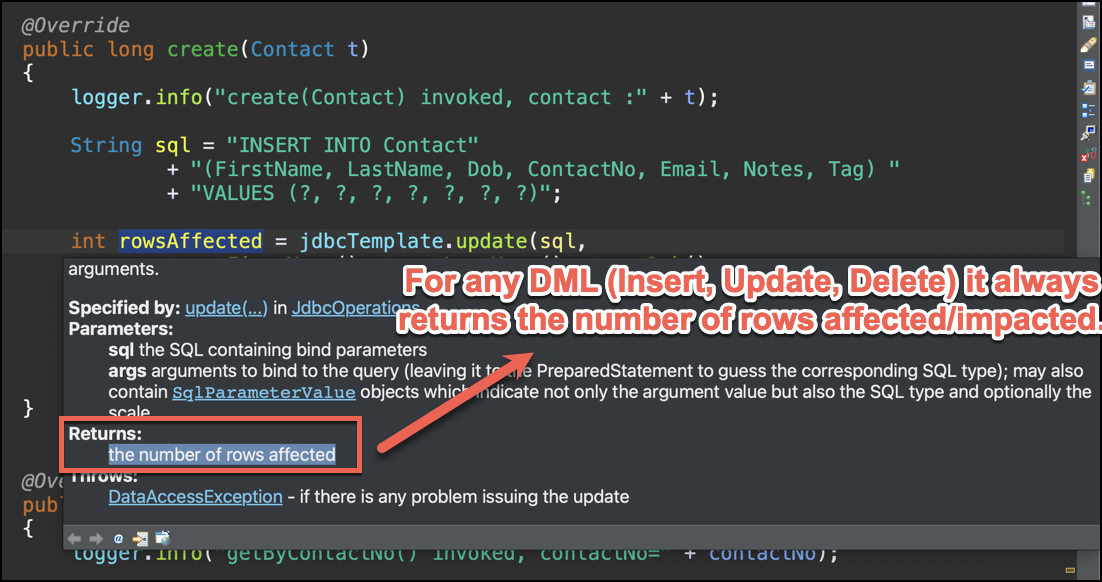 @Override
public long create(Contact t)
{
logger.info("create(Contact) invoked, contact :" + t);
String sql = "INSERT INTO Contact"
+ "(FirstName, LastName, Dob, ContactNo, Email, Notes, Tag) "
+ "VALUES (?, ?, ?, ?, ?, ?, ?)";
int rowsAffected = jdbcTemplate.update(sql,
arguments.
For any DML (Insert, Update, Delete) it always
returns the number of rows affected/impacted.
Specified by: update(...) in JdbcOperations
Parameters:
sql the SQL containing bind parameters
args arguments to bind to the query (leaving it to the PreparedStatement to guess the corresponding SQL type); may also
contain SqlParameterValue objects which indicate not only the argument value but also the SQL type and optionally the
scale
}
Returns:
the number of rows affected
@Ove
Throws:
pub
DataAccessException - if there is any problem issuing the update
{
logger.info("getByContactNo() invoked, contactNo=" + contactNo);